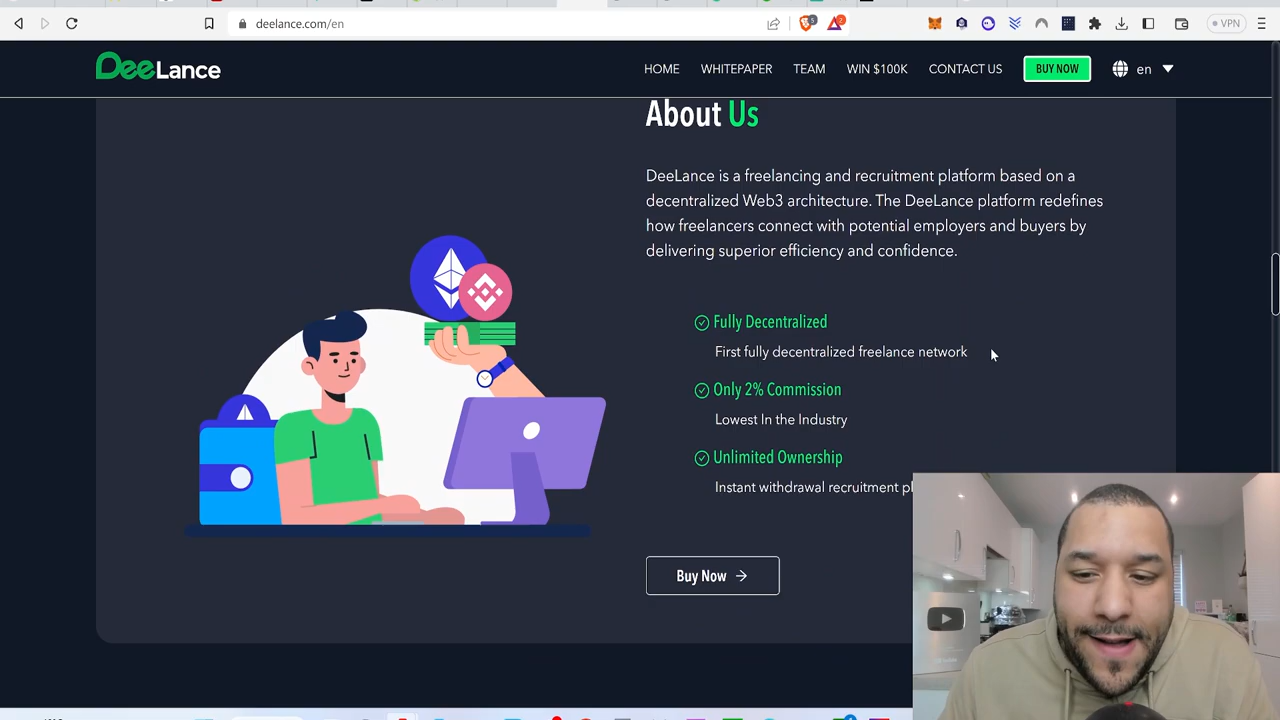 deelance.com/en
VPN
DeeLance
HOME
WHITEPAPER
TEAM
WIN $100K
CONTACT US
BUY NOW
en
About Us
DeeLance is a freelancing and recruitment platform based on a
decentralized Web3 architecture. The DeeLance platform redefines
how freelancers connect with potential employers and buyers by
delivering superior efficiency and confidence.
Fully Decentralized
First fully decentralized freelance network
Only 2% Commission
Lowest In the Industry
Unlimited Ownership
Instant withdrawal recruitment
Buy Now